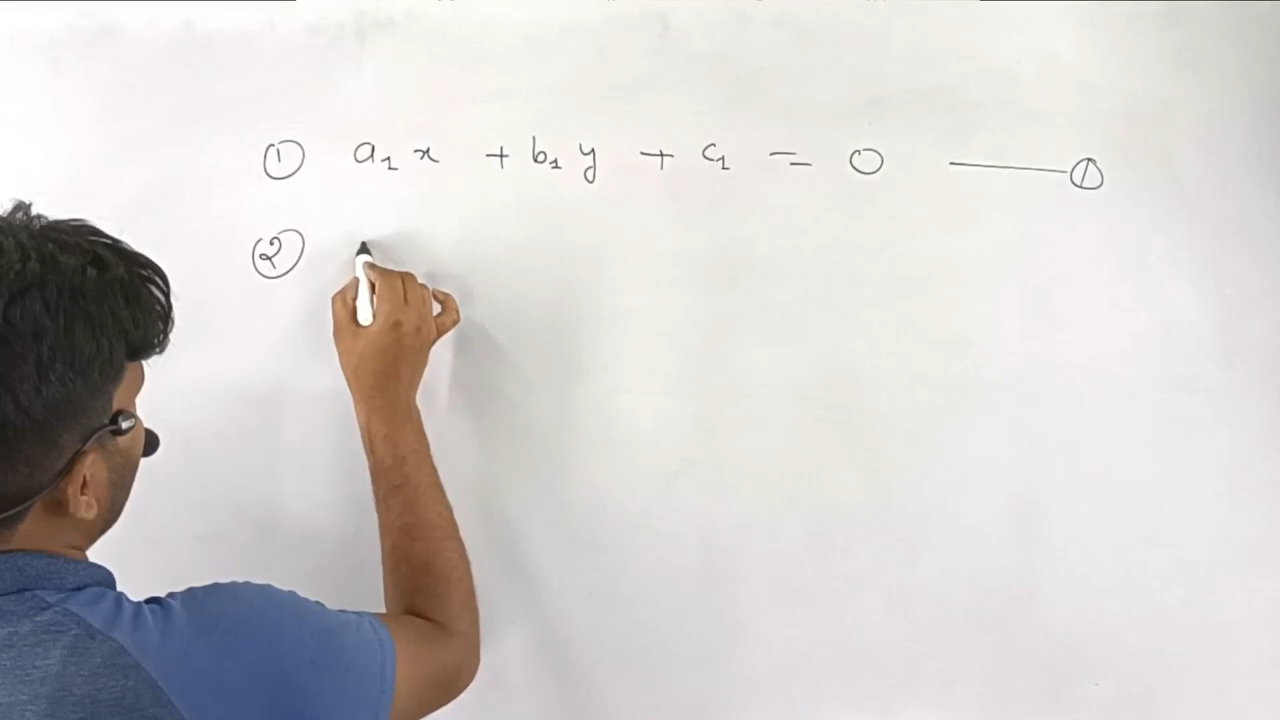 ① a₁x + b₁y + c₁ = 0 —— ①
②